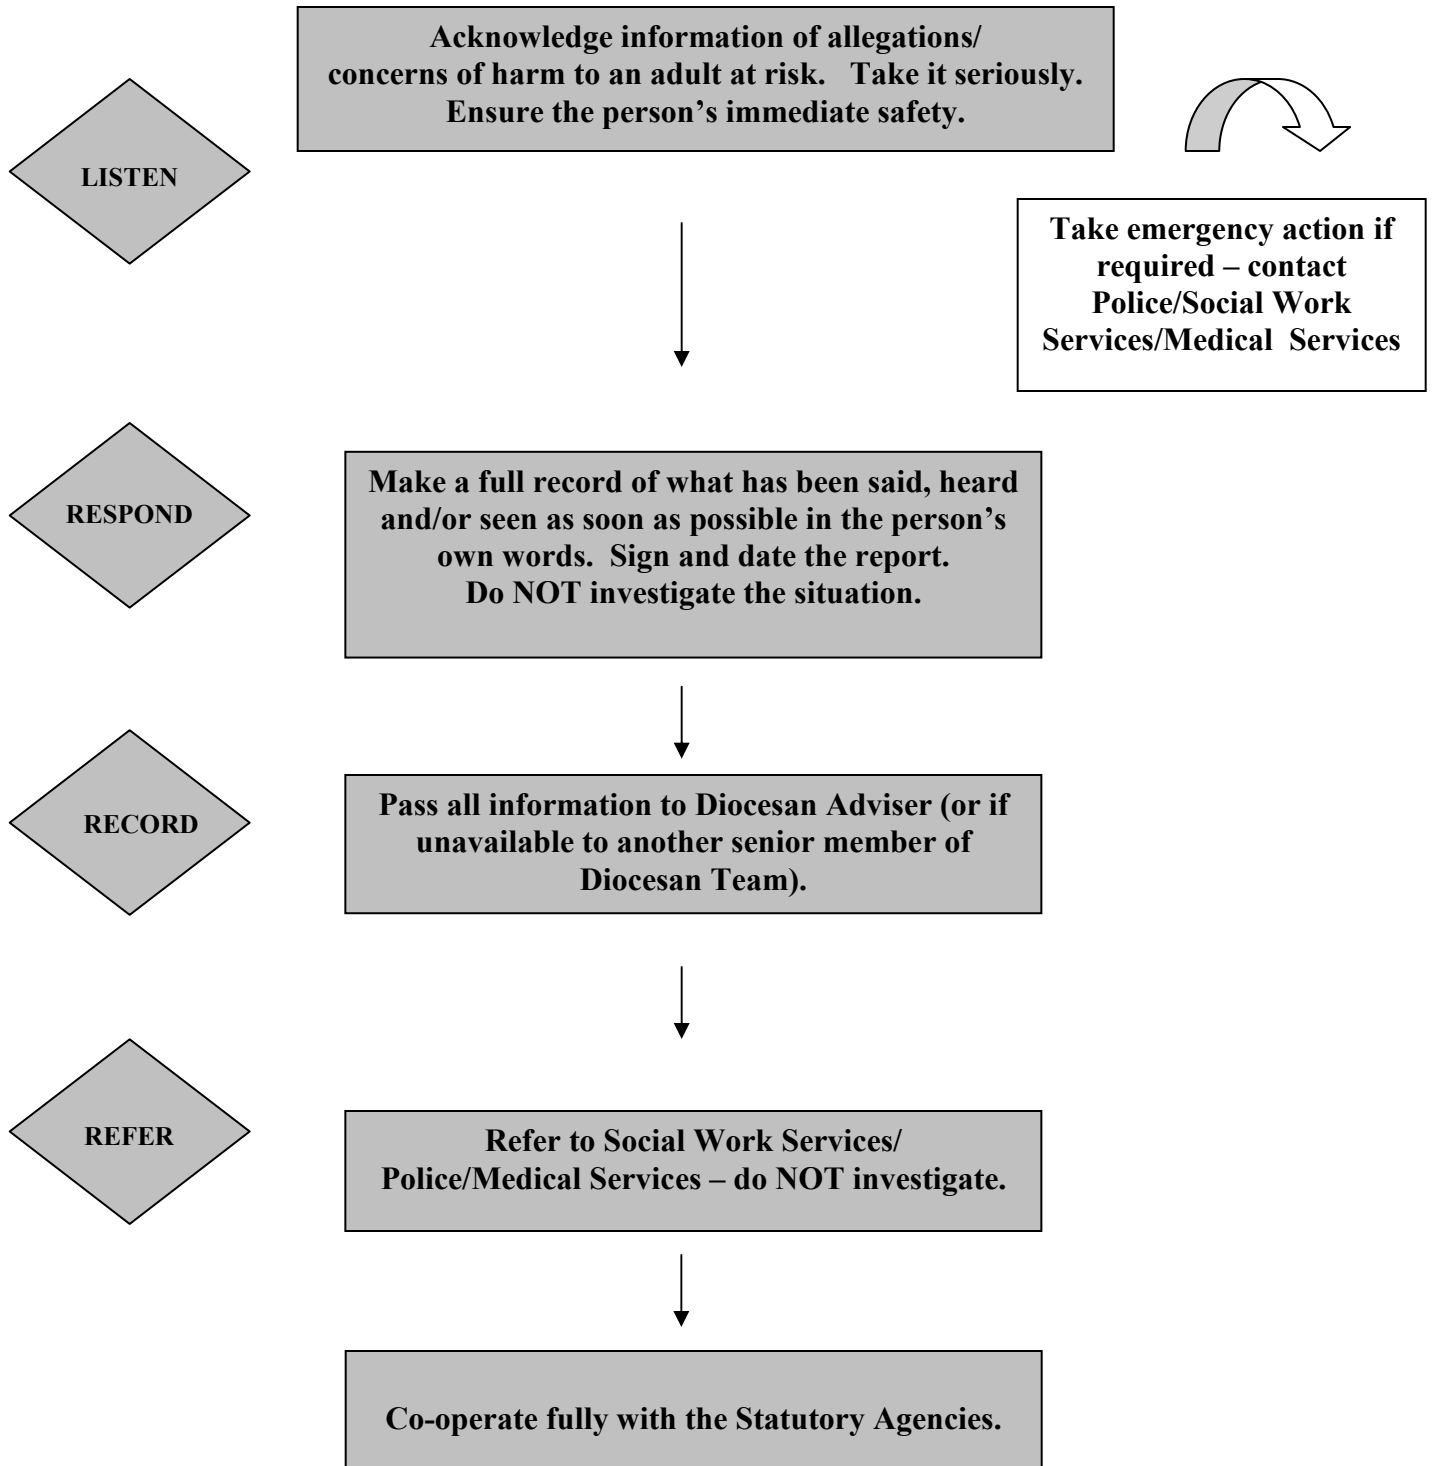 Acknowledge information of allegations/
concerns of harm to an adult at risk.   Take it seriously.
Ensure the person’s immediate safety.
LISTEN
Take emergency action if
required – contact
Police/Social Work
Services/Medical  Services
RESPOND
Make a full record of what has been said, heard
and/or seen as soon as possible in the person’s
own words.  Sign and date the report.
Do NOT investigate the situation.
RECORD
Pass all information to Diocesan Adviser (or if
unavailable to another senior member of
Diocesan Team).
REFER
Refer to Social Work Services/
Police/Medical Services – do NOT investigate.
Co-operate fully with the Statutory Agencies.